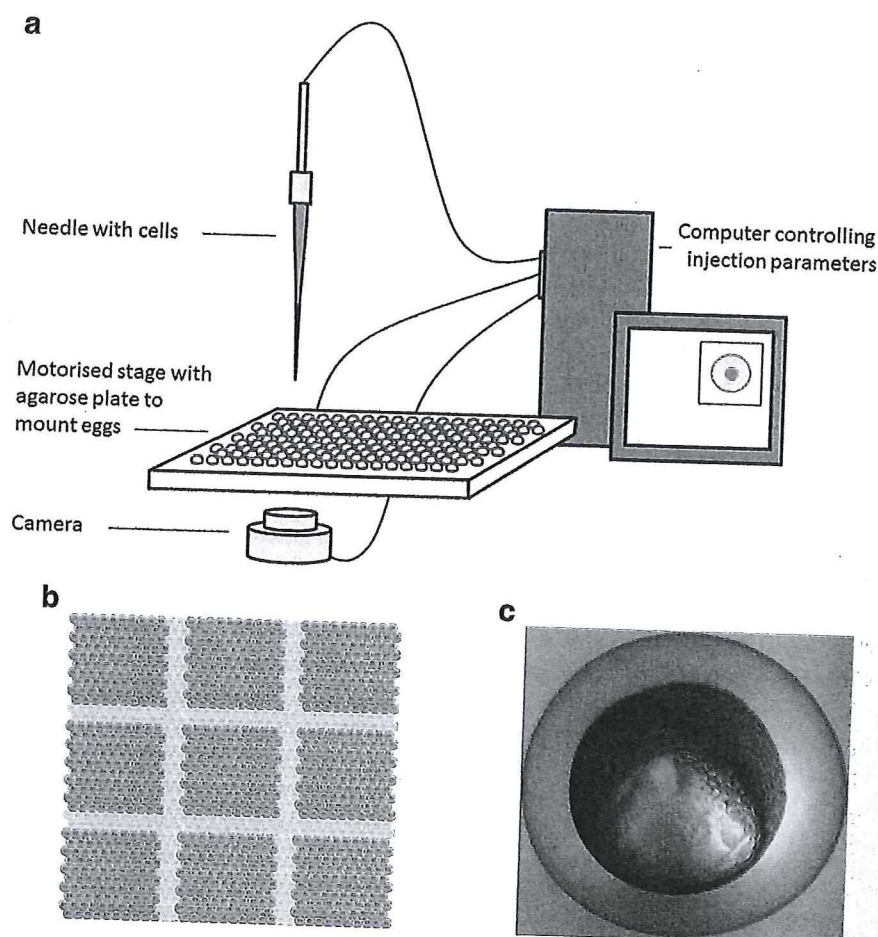 a
Needle with cells
Computer controlling
injection parameters
Motorised stage with
agarose plate to
mount eggs
Camera
b
c